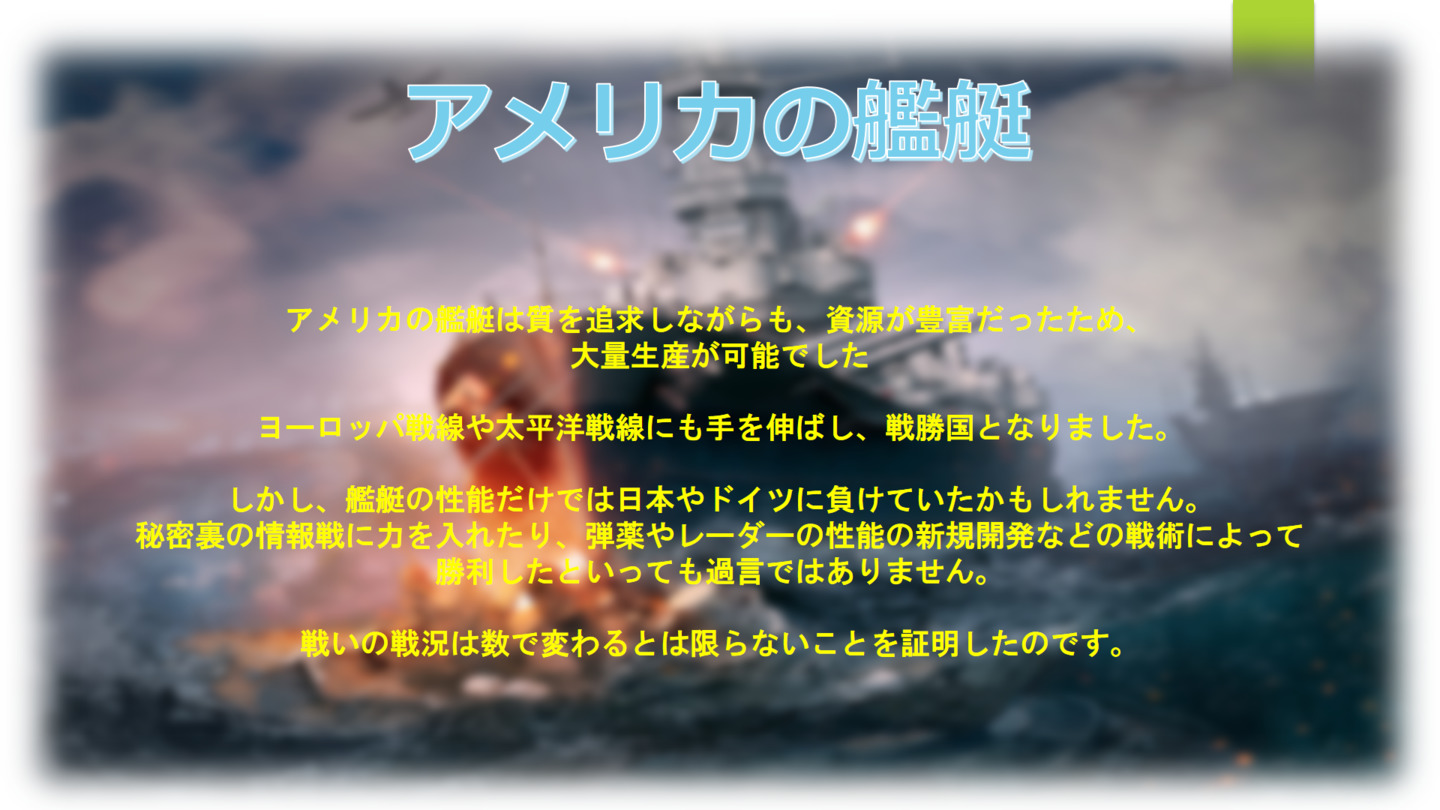 アメリカの艦艇
アメリカの艦艇は質を追求しながらも、資源が豊富だったため、
大量生産が可能でした
ヨーロッパ戦線や太平洋戦線にも手を伸ばし、戦勝国となりました。
しかし、艦艇の性能だけでは日本やドイツに負けていたかもしれません。
秘密裏の情報戦に力を入れたり、弾薬やレーダーの性能の新規開発などの戦術によって
勝利したといっても過言ではありません。
戦いの戦況は数で変わるとは限らないことを証明したのです。